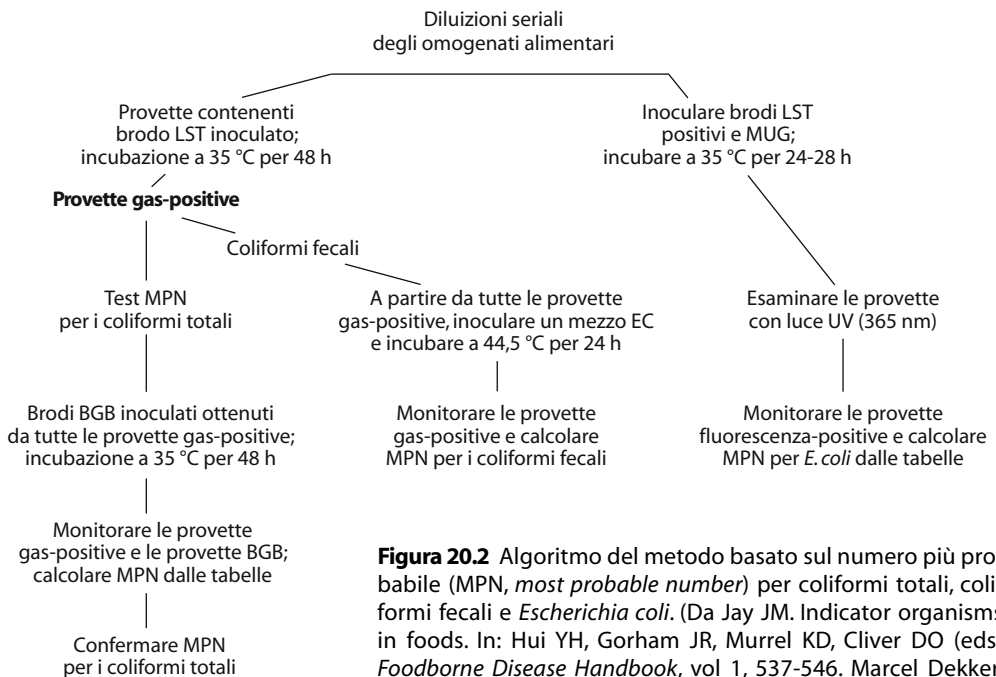 Diluizioni seriali
degli omogenati alimentari
Provette contenenti
brodo LST inoculato;
incubazione a 35 °C per 48 h
Inoculare brodi LST
positivi e MUG;
incubare a 35 °C per 24-28 h
Provette gas-positive
Coliformi fecali
Test MPN
per i coliformi totali
A partire da tutte le provette
gas-positive, inoculare un mezzo EC
e incubare a 44,5 °C per 24 h
Esaminare le provette
con luce UV (365 nm)
Brodi BGB inoculati ottenuti
da tutte le provette gas-positive;
incubazione a 35 °C per 48 h
Monitorare le provette
gas-positive e calcolare
MPN per i coliformi fecali
Monitorare le provette
fluorescenza-positive e calcolare
MPN per E. coli dalle tabelle
Monitorare le provette
gas-positive e le provette BGB;
calcolare MPN dalle tabelle
Confermare MPN
per i coliformi totali
Figura 20.2 Algoritmo del metodo basato sul numero più pro-
babile (MPN, most probable number) per coliformi totali, coli-
formi fecali e Escherichia coli. (Da Jay JM. Indicator organisms
in foods. In: Hui YH, Gorham JR, Murrel KD, Cliver DO (eds
Foodborne Disease Handbook, vol 1, 537-546. Marcel Dekker